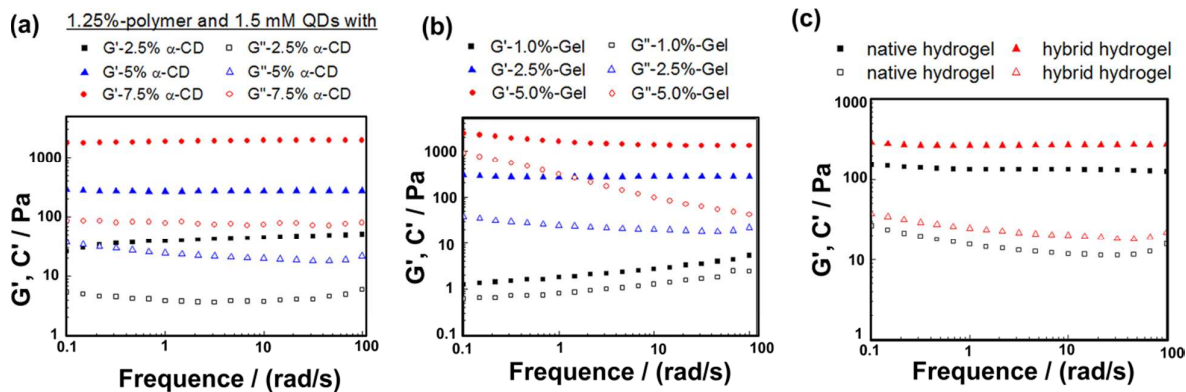 (a)
1.25%-polymer and 1.5 mM QDs with
G'-2.5% α-CD G''-2.5% α-CD
G'-5% α-CD G''-5% α-CD
G'-7.5% α-CD G''-7.5% α-CD
G', C' / Pa
1000
100
10
1
0.1 1 10 100
Frequence / (rad/s)
(b)
G'-1.0%-Gel G''-1.0%-Gel
G'-2.5%-Gel G''-2.5%-Gel
G'-5.0%-Gel G''-5.0%-Gel
G', C' / Pa
1000
100
10
1
0.1
0.1 1 10 100
Frequence / (rad/s)
(c)
native hydrogel hybrid hydrogel
native hydrogel hybrid hydrogel
G', C' / Pa
1000
100
10
1
0.1 1 10 100
Frequence / (rad/s)